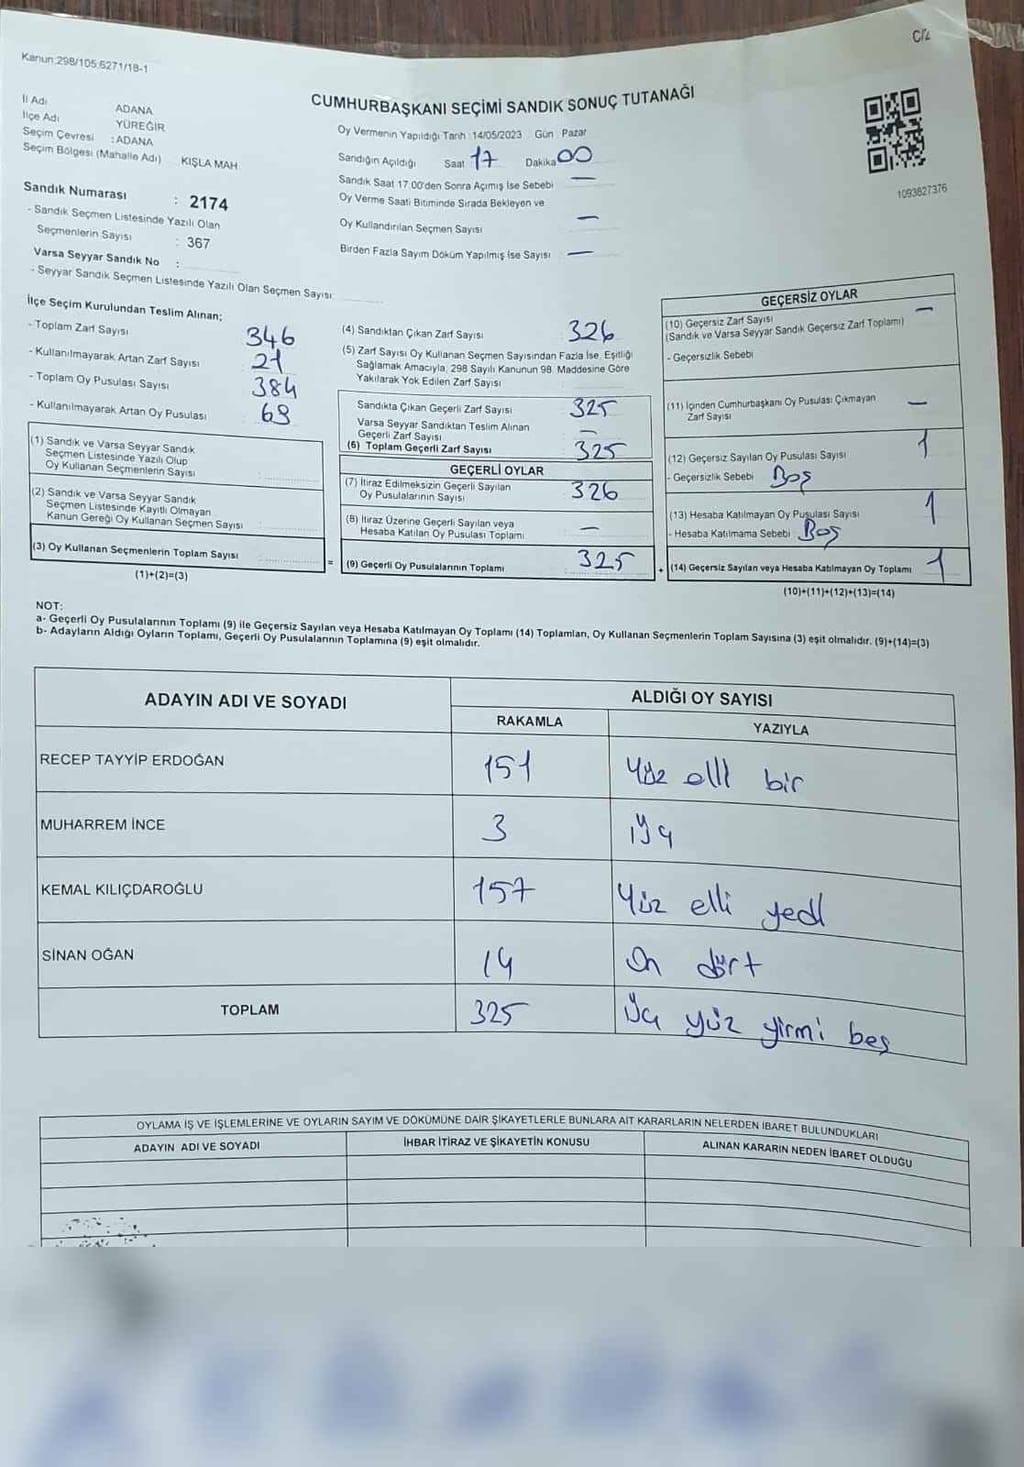 C12
Kanun:298/105;6271/18-1
CUMHURBAŞKANI SEÇİMİ SANDIK SONUÇ TUTANAĞI
İl Adı ADANA
İlçe Adı YÜREĞİR
Seçim Çevresi : ADANA
Seçim Bölgesi (Mahalle Adı) KIŞLA MAH
Oy Vermenin Yapıldığı Tarih :14/05/2023 Gün : Pazar
Sandığın Açıldığı Saat 17 Dakika 00
Sandık Saat 17:00'den Sonra Açımış İse Sebebi —
Oy Verme Saati Bitiminde Sırada Bekleyen ve
Oy Kullandırılan Seçmen Sayısı —
Birden Fazla Sayım Döküm Yapılmış İse Sayısı —
1093827376
Sandık Numarası : 2174
- Sandık Seçmen Listesinde Yazılı Olan
Seçmenlerin Sayısı : 367
Varsa Seyyar Sandık No :
- Seyyar Sandık Seçmen Listesinde Yazılı Olan Seçmen Sayısı:
İlçe Seçim Kurulundan Teslim Alınan;
- Toplam Zarf Sayısı 346
- Kullanılmayarak Artan Zarf Sayısı 21
- Toplam Oy Pusulası Sayısı 384
- Kullanılmayarak Artan Oy Pusulası 68
(1) Sandık ve Varsa Seyyar Sandık
Seçmen Listesinde Yazılı Olup
Oy Kullanan Seçmenlerin Sayısı
(2) Sandık ve Varsa Seyyar Sandık
Seçmen Listesinde Kayıtlı Olmayan
Kanun Gereği Oy Kullanan Seçmen Sayısı :
(3) Oy Kullanan Seçmenlerin Toplam Sayısı
(1)+(2)=(3)
(4) Sandıktan Çıkan Zarf Sayısı 326
(5) Zarf Sayısı Oy Kullanan Seçmen Sayısından Fazla İse, Eşitliği
Sağlamak Amacıyla, 298 Sayılı Kanunun 98. Maddesine Göre
Yakılarak Yok Edilen Zarf Sayısı
Sandıkta Çıkan Geçerli Zarf Sayısı 325
Varsa Seyyar Sandıktan Teslim Alınan
Geçerli Zarf Sayısı —
(6) Toplam Geçerli Zarf Sayısı 325
GEÇERLİ OYLAR
(7) İtiraz Edilmeksizin Geçerli Sayılan
Oy Pusulalarının Sayısı 326
(8) İtiraz Üzerine Geçerli Sayılan veya
Hesaba Katılan Oy Pusulası Toplamı —
= (9) Geçerli Oy Pusulalarının Toplamı 325
GEÇERSİZ OYLAR
(10) Geçersiz Zarf Sayısı —
(Sandık ve Varsa Seyyar Sandık Geçersiz Zarf Toplamı)
- Geçersizlik Sebebi
(11) İçinden Cumhurbaşkanı Oy Pusulası Çıkmayan
Zarf Sayısı —
(12) Geçersiz Sayılan Oy Pusulası Sayısı 1
- Geçersizlik Sebebi Boş
(13) Hesaba Katılmayan Oy Pusulası Sayısı 1
- Hesaba Katılmama Sebebi Boş
+ (14) Geçersiz Sayılan veya Hesaba Katılmayan Oy Toplamı 1
(10)+(11)+(12)+(13)=(14)
NOT:
a- Geçerli Oy Pusulalarının Toplamı (9) ile Geçersiz Sayılan veya Hesaba Katılmayan Oy Toplamı (14) Toplamları, Oy Kullanan Seçmenlerin Toplam Sayısına (3) eşit olmalıdır. (9)+(14)=(3)
b- Adayların Aldığı Oyların Toplamı, Geçerli Oy Pusulalarının Toplamına (9) eşit olmalıdır.
ADAYIN ADI VE SOYADI ALDIĞI OY SAYISI
RAKAMLA YAZIYLA
RECEP TAYYİP ERDOĞAN 151 Yüz elli bir
MUHARREM İNCE 3 üç
KEMAL KILIÇDAROĞLU 157 Yüz elli yedi
SİNAN OĞAN 14 On dört
TOPLAM 325 Üç yüz yirmi beş
OYLAMA İŞ VE İŞLEMLERİNE VE OYLARIN SAYIM VE DÖKÜMÜNE DAİR ŞİKAYETLERLE BUNLARA AİT KARARLARIN NELERDEN İBARET BULUNDUKLARI
ADAYIN ADI VE SOYADI İHBAR İTİRAZ VE ŞİKAYETİN KONUSU ALINAN KARARIN NEDEN İBARET OLDUĞU